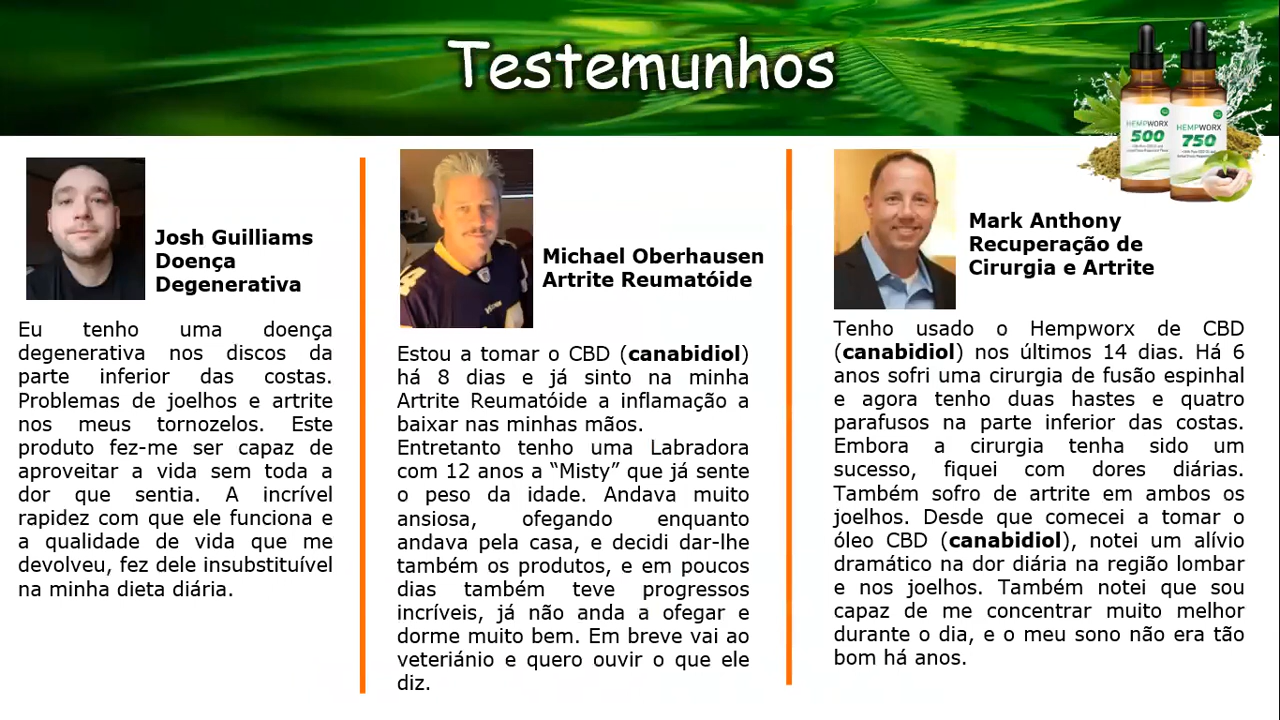 Testemunhos
HEMPWORX
500
HEMPWORX
750
Josh Guilliams
Doença
Degenerativa
Eu tenho uma doença
degenerativa nos discos da
parte inferior das costas.
Problemas de joelhos e artrite
nos meus tornozelos. Este
produto fez-me ser capaz de
aproveitar a vida sem toda a
dor que sentia. A incrível
rapidez com que ele funciona e
a qualidade de vida que me
devolveu, fez dele insubstituível
na minha dieta diária.
Michael Oberhausen
Artrite Reumatóide
Estou a tomar o CBD (canabidiol)
há 8 dias e já sinto na minha
Artrite Reumatóide a inflamação a
baixar nas minhas mãos.
Entretanto tenho uma Labradora
com 12 anos a “Misty” que já sente
o peso da idade. Andava muito
ansiosa, ofegando enquanto
andava pela casa, e decidi dar-lhe
também os produtos, e em poucos
dias também teve progressos
incríveis, já não anda a ofegar e
dorme muito bem. Em breve vai ao
veteriánio e quero ouvir o que ele
diz.
Mark Anthony
Recuperação de
Cirurgia e Artrite
Tenho usado o Hempworx de CBD
(canabidiol) nos últimos 14 dias. Há 6
anos sofri uma cirurgia de fusão espinhal
e agora tenho duas hastes e quatro
parafusos na parte inferior das costas.
Embora a cirurgia tenha sido um
sucesso, fiquei com dores diárias.
Também sofro de artrite em ambos os
joelhos. Desde que comecei a tomar o
óleo CBD (canabidiol), notei um alívio
dramático na dor diária na região lombar
e nos joelhos. Também notei que sou
capaz de me concentrar muito melhor
durante o dia, e o meu sono não era tão
bom há anos.